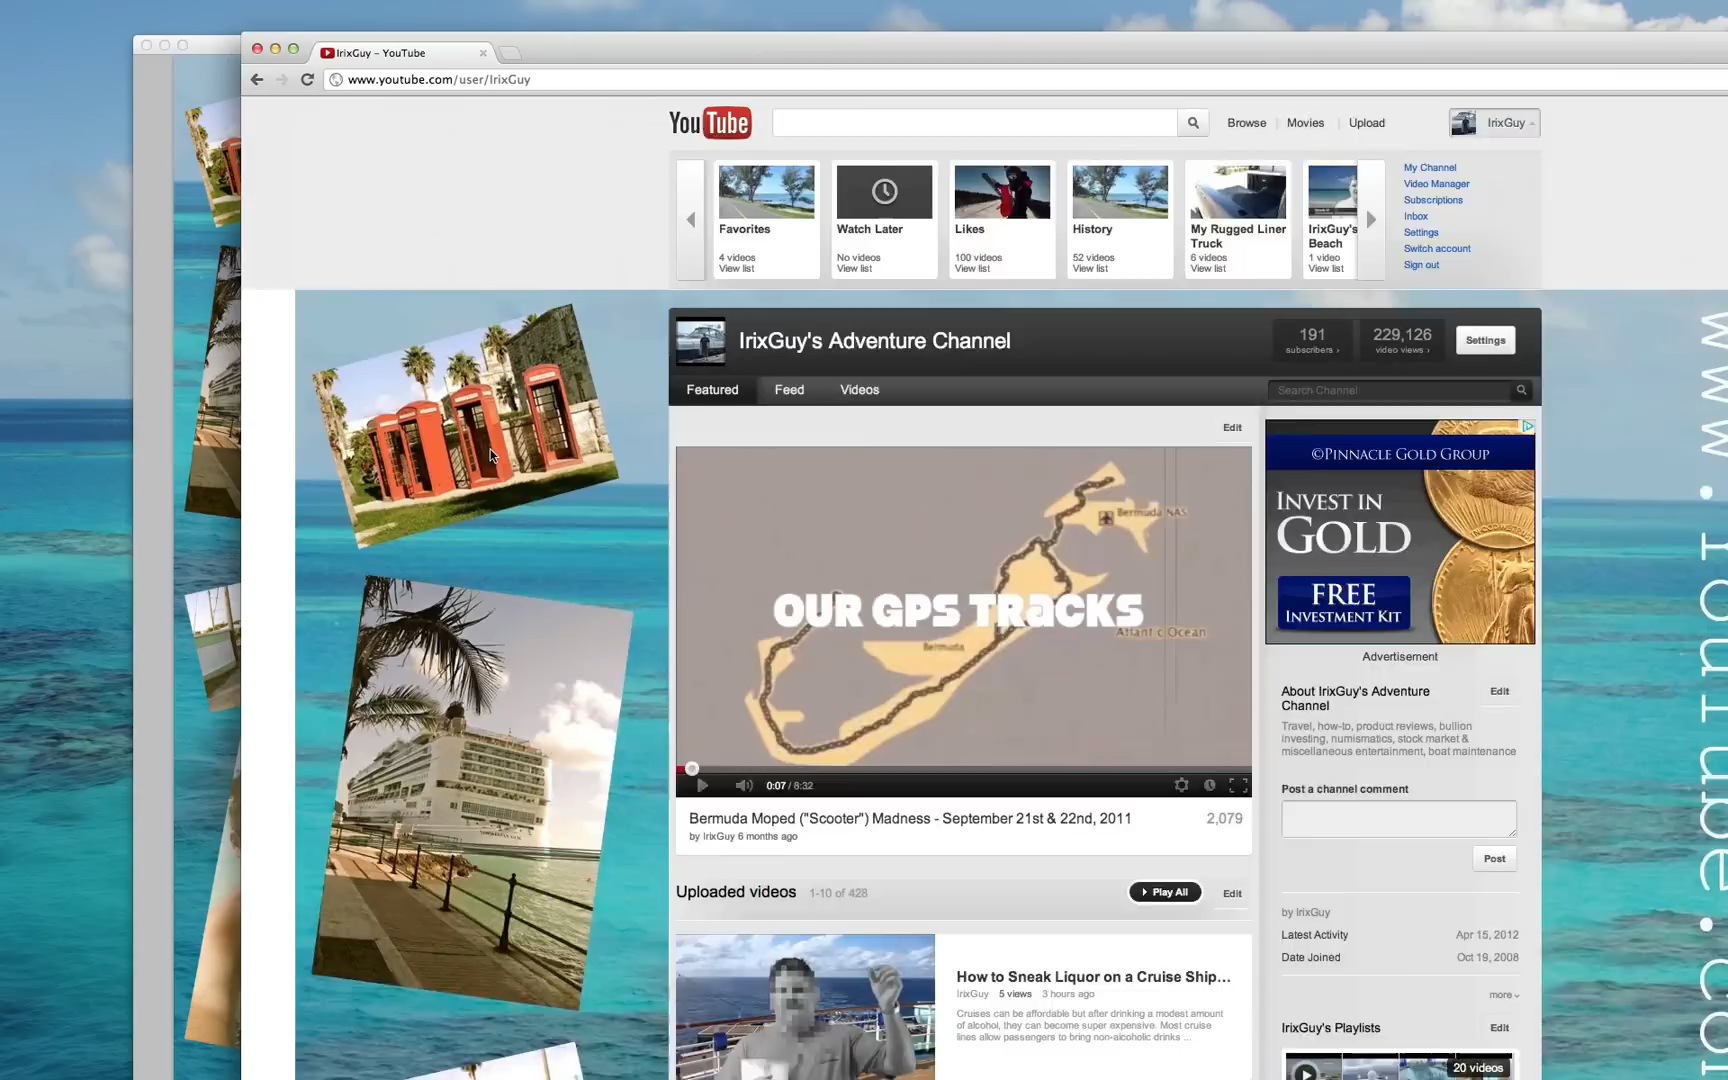 IrixGuy - YouTube
www.youtube.com/user/IrixGuy
YouTube
Browse
Movies
Upload
IrixGuy
Favorites
4 videos
View list
Watch Later
No videos
View list
Likes
100 videos
View list
History
52 videos
View list
My Rugged Liner
Truck
6 videos
View list
IrixGuy's
Beach
1 video
View list
My Channel
Video Manager
Subscriptions
Inbox
Settings
Switch account
Sign out
IrixGuy's Adventure Channel
191
subscribers ›
229,126
video views ›
Settings
Featured
Feed
Videos
Search Channel
Edit
Bermuda NAS
OUR GPS TRACKS
Atlantic Ocean
Bermuda
0:07 / 8:32
Bermuda Moped ("Scooter") Madness - September 21st & 22nd, 2011
2,079
by IrixGuy 6 months ago
Uploaded videos
1-10 of 428
Play All
Edit
How to Sneak Liquor on a Cruise Ship...
IrixGuy 5 views 3 hours ago
Cruises can be affordable but after drinking a modest amount
of alcohol, they can become super expensive. Most cruise
lines allow passengers to bring non-alcoholic drinks ...
©PINNACLE GOLD GROUP
INVEST IN
GOLD
FREE
INVESTMENT KIT
Advertisement
About IrixGuy's Adventure
Channel
Edit
Travel, how-to, product reviews, bullion
investing, numismatics, stock market &
miscellaneous entertainment, boat maintenance
Post a channel comment
Post
by IrixGuy
Latest Activity
Apr 15, 2012
Date Joined
Oct 19, 2008
more
IrixGuy's Playlists
Edit
20 videos